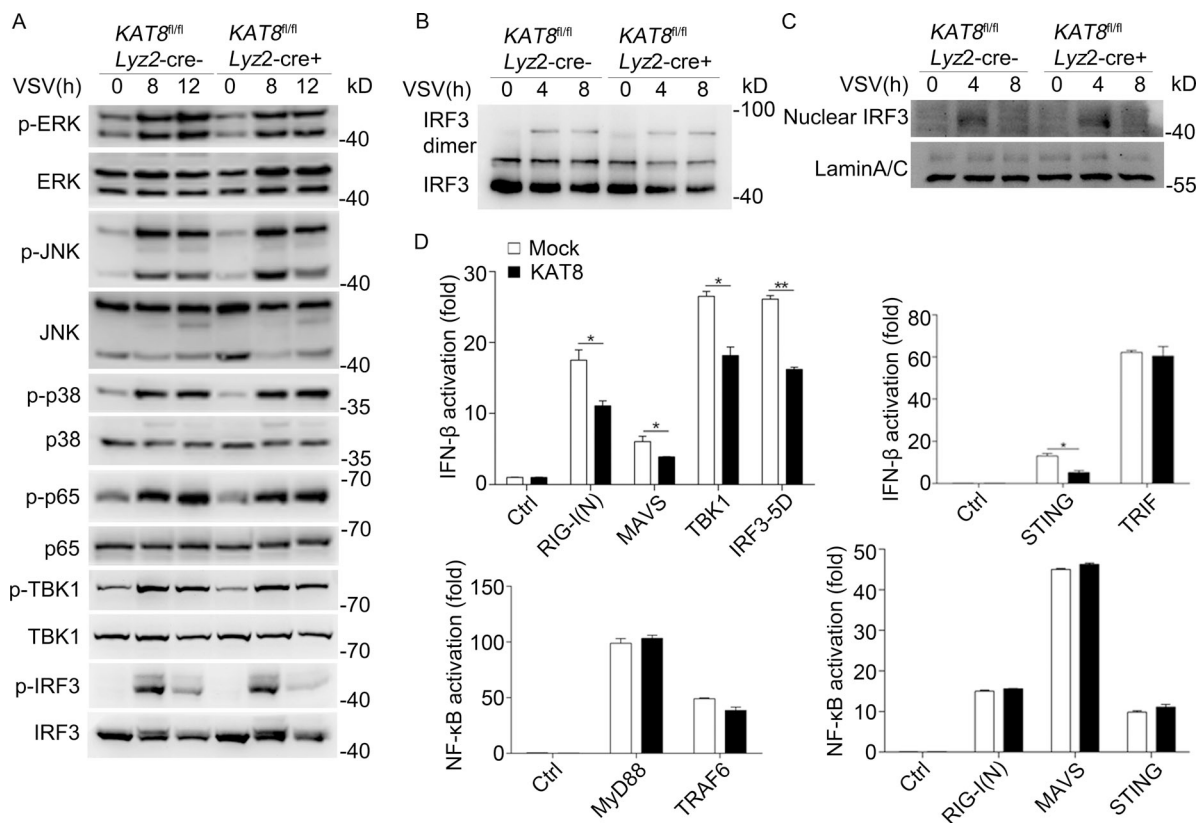 A
KAT8fl/fl KAT8fl/fl
Lyz2-cre- Lyz2-cre+
VSV(h) 0 8 12 0 8 12 kD
p-ERK
-40
ERK
-40
p-JNK
-40
JNK
-40
p-p38
-35
p38
-35
-70
p-p65
p65
-70
p-TBK1
-70
TBK1
-70
p-IRF3
-40
IRF3
-40
B
KAT8fl/fl KAT8fl/fl
Lyz2-cre- Lyz2-cre+
VSV(h) 0 4 8 0 4 8 kD
-100
IRF3
dimer
IRF3
-40
C
KAT8fl/fl KAT8fl/fl
Lyz2-cre- Lyz2-cre+
VSV(h) 0 4 8 0 4 8 kD
Nuclear IRF3
-40
LaminA/C
-55
D
Mock
KAT8
IFN-β activation (fold)
30
20
10
0
* * * **
Ctrl RIG-I(N) MAVS TBK1 IRF3-5D
IFN-β activation (fold)
80
60
40
20
0
*
Ctrl STING TRIF
NF-κB activation (fold)
150
100
50
0
Ctrl MyD88 TRAF6
NF-κB activation (fold)
50
40
30
20
10
0
Ctrl RIG-I(N) MAVS STING